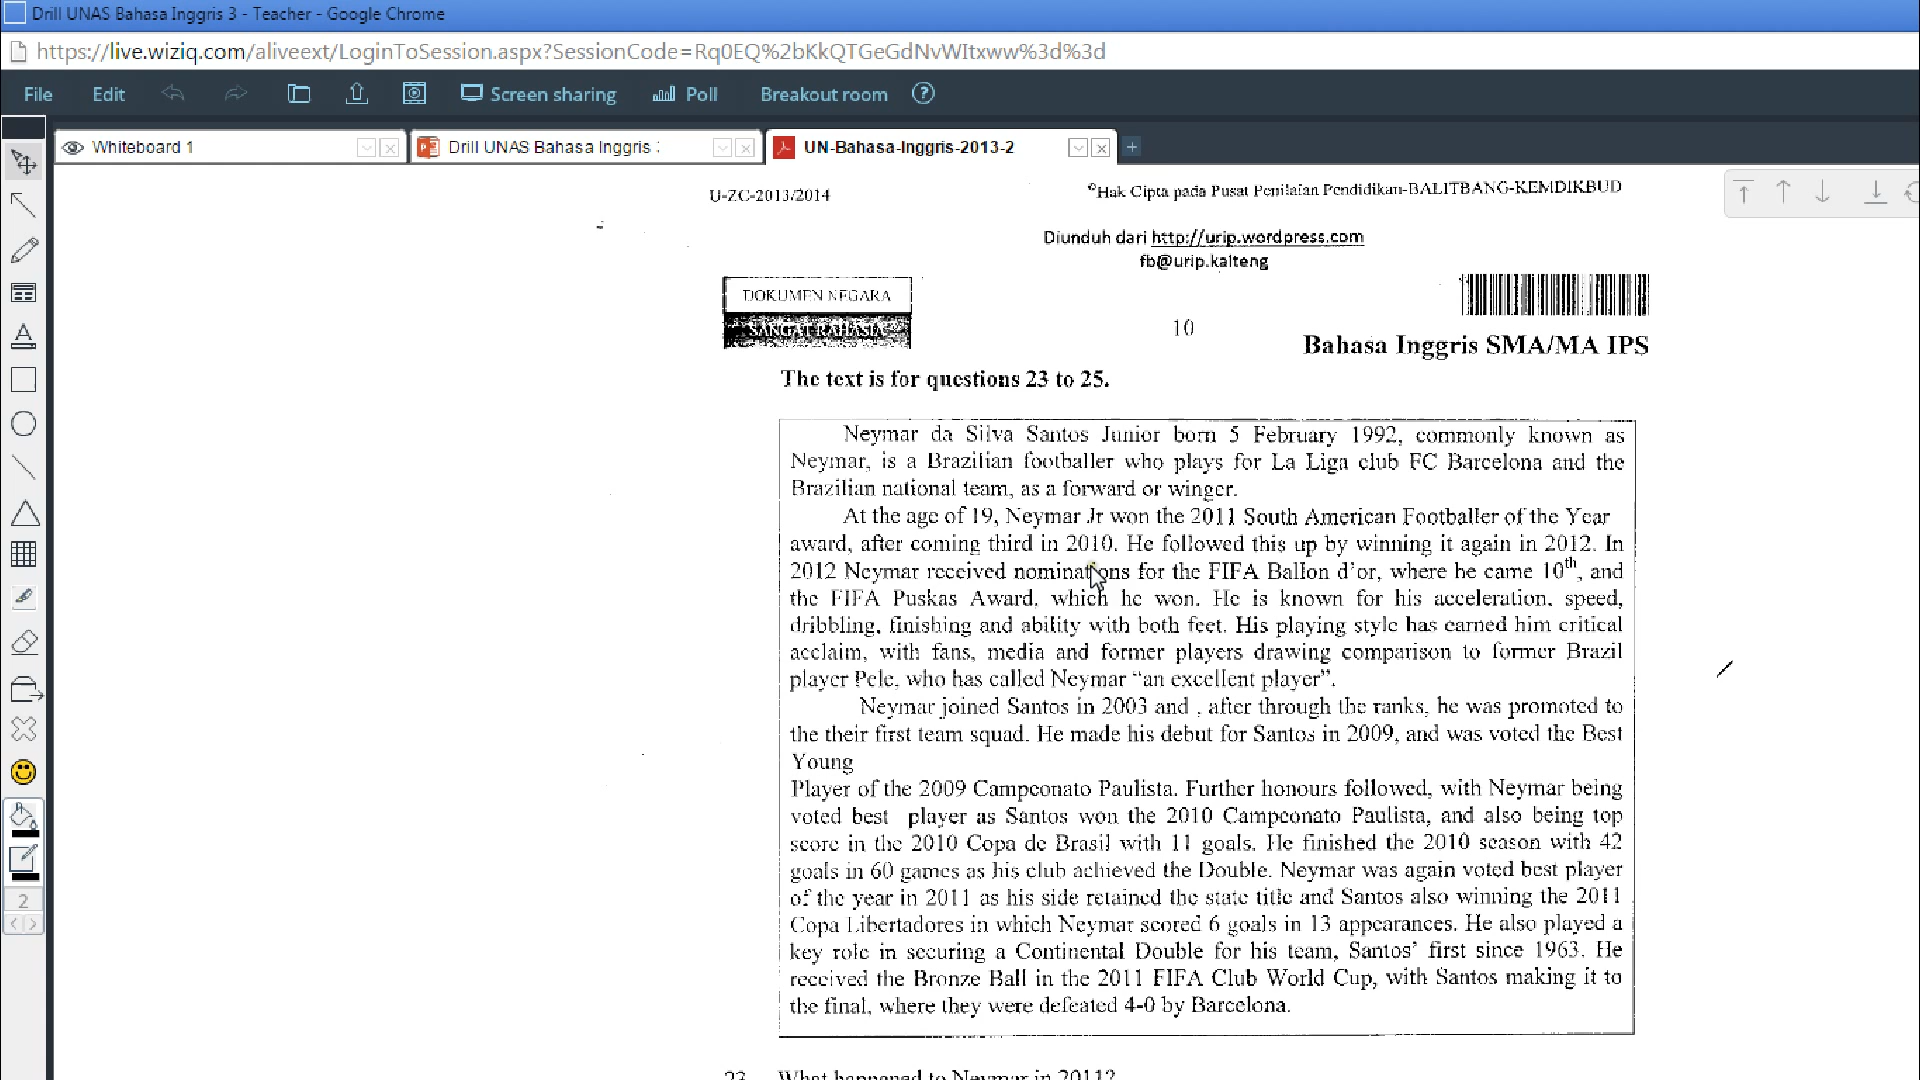 Drill UNAS Bahasa Inggris 3 - Teacher - Google Chrome
https://live.wiziq.com/aliveext/LoginToSession.aspx?SessionCode=Rq0EQ%2bKkQTGeGdNvWItxww%3d%3d
File Edit Screen sharing Poll Breakout room ?
Whiteboard 1 Drill UNAS Bahasa Inggris UN-Bahasa-Inggris-2013-2 +
U-ZC-2013/2014 ©Hak Cipta pada Pusat Penilaian Pendidikan-BALITBANG-KEMDIKBUD
Diunduh dari http://urip.wordpress.com
fb@urip.kalteng
DOKUMEN NEGARA
SANGAT RAHASIA
10
Bahasa Inggris SMA/MA IPS
The text is for questions 23 to 25.
Neymar da Silva Santos Junior born 5 February 1992, commonly known as
Neymar, is a Brazilian footballer who plays for La Liga club FC Barcelona and the
Brazilian national team, as a forward or winger.
At the age of 19, Neymar Jr won the 2011 South American Footballer of the Year
award, after coming third in 2010. He followed this up by winning it again in 2012. In
2012 Neymar received nominations for the FIFA Ballon d'or, where he came 10th, and
the FIFA Puskas Award, which he won. He is known for his acceleration, speed,
dribbling, finishing and ability with both feet. His playing style has earned him critical
acclaim, with fans, media and former players drawing comparison to former Brazil
player Pele, who has called Neymar “an excellent player”.
Neymar joined Santos in 2003 and , after through the ranks, he was promoted to
the their first team squad. He made his debut for Santos in 2009, and was voted the Best
Young
Player of the 2009 Campeonato Paulista. Further honours followed, with Neymar being
voted best player as Santos won the 2010 Campeonato Paulista, and also being top
score in the 2010 Copa de Brasil with 11 goals. He finished the 2010 season with 42
goals in 60 games as his club achieved the Double. Neymar was again voted best player
of the year in 2011 as his side retained the state title and Santos also winning the 2011
Copa Libertadores in which Neymar scored 6 goals in 13 appearances. He also played a
key role in securing a Continental Double for his team, Santos' first since 1963. He
received the Bronze Ball in the 2011 FIFA Club World Cup, with Santos making it to
the final, where they were defeated 4-0 by Barcelona.
23 What happened to Neymar in 2011?
2